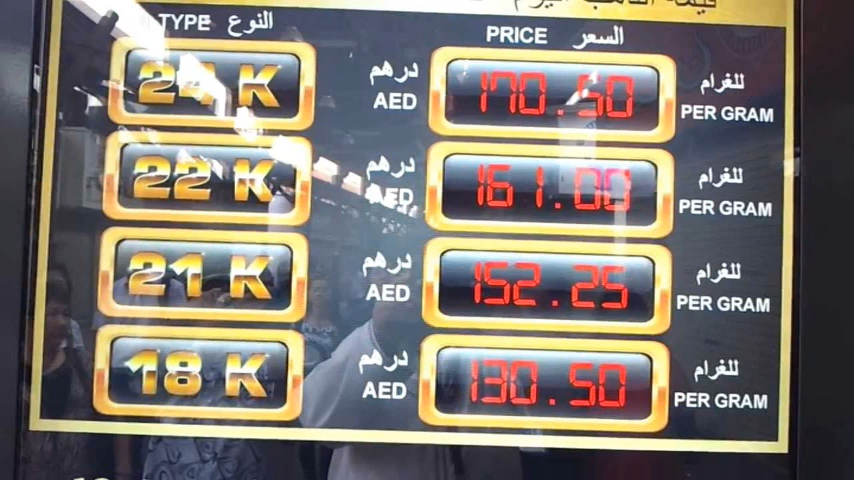 TYPE النوع PRICE السعر
24 K درهم AED 170.50 للغرام PER GRAM
22 K درهم AED 161.00 للغرام PER GRAM
21 K درهم AED 152.25 للغرام PER GRAM
18 K درهم AED 130.50 للغرام PER GRAM